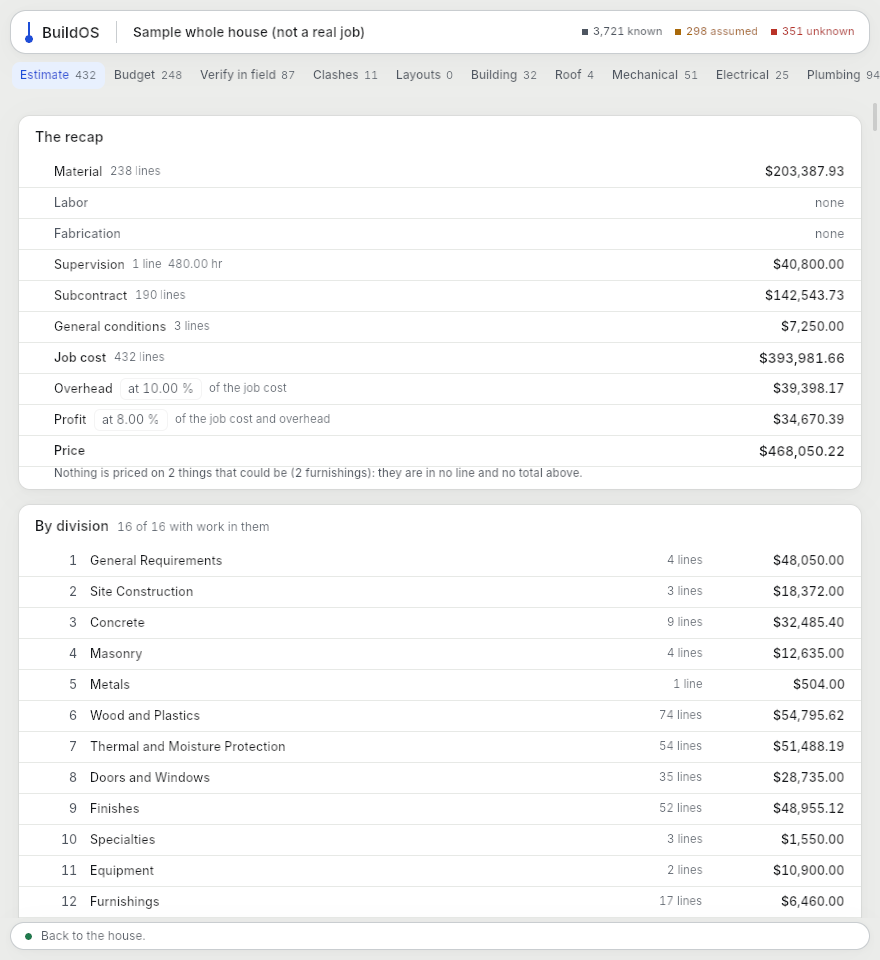 BuildOS
Sample whole house (not a real job)
3,721 known 298 assumed 351 unknown
Estimate 432 Budget 248 Verify in field 87 Clashes 11 Layouts 0 Building 32 Roof 4 Mechanical 51 Electrical 25 Plumbing 94
The recap
Material 238 lines $203,387.93
Labor none
Fabrication none
Supervision 1 line 480.00 hr $40,800.00
Subcontract 190 lines $142,543.73
General conditions 3 lines $7,250.00
Job cost 432 lines $393,981.66
Overhead at 10.00 % of the job cost $39,398.17
Profit at 8.00 % of the job cost and overhead $34,670.39
Price $468,050.22
Nothing is priced on 2 things that could be (2 furnishings): they are in no line and no total above.
By division 16 of 16 with work in them
1 General Requirements 4 lines $48,050.00
2 Site Construction 3 lines $18,372.00
3 Concrete 9 lines $32,485.40
4 Masonry 4 lines $12,635.00
5 Metals 1 line $504.00
6 Wood and Plastics 74 lines $54,795.62
7 Thermal and Moisture Protection 54 lines $51,488.19
8 Doors and Windows 35 lines $28,735.00
9 Finishes 52 lines $48,955.12
10 Specialties 3 lines $1,550.00
11 Equipment 2 lines $10,900.00
12 Furnishings 17 lines $6,460.00
Back to the house.